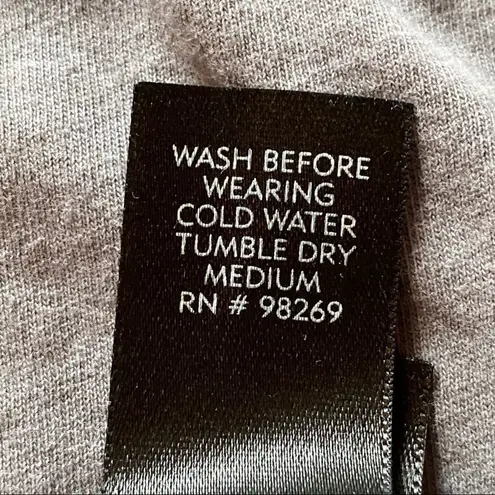 WASH BEFORE
WEARING
COLD WATER
TUMBLE DRY
MEDIUM
RN # 98269